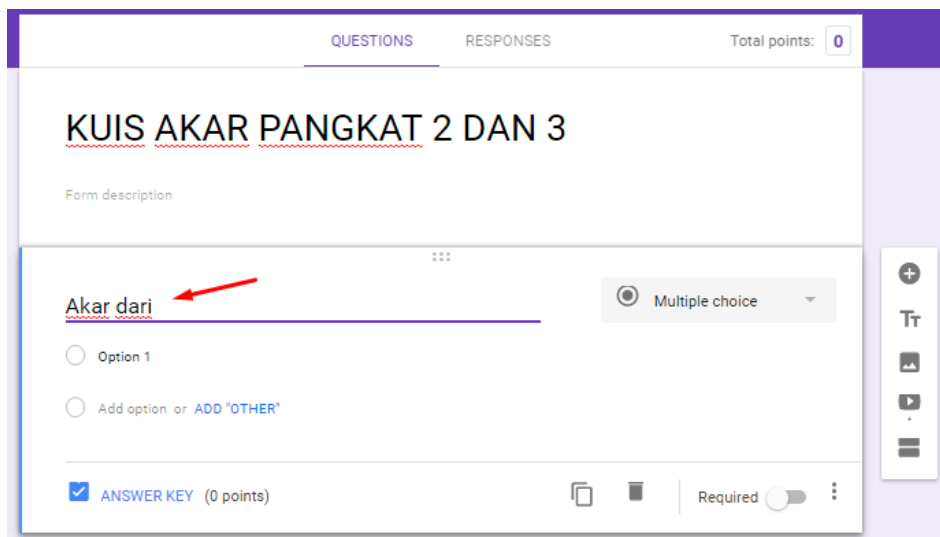 QUESTIONS RESPONSES Total points: 0
KUIS AKAR PANGKAT 2 DAN 3
Form description
Akar dari
Multiple choice
Option 1
Add option or ADD "OTHER"
ANSWER KEY (0 points) Required
Tт